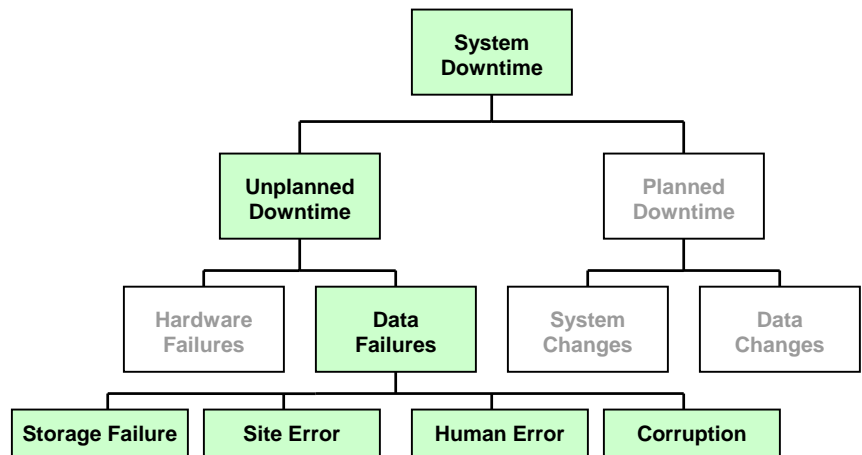 System
Downtime
Unplanned
Downtime
Planned
Downtime
Hardware
Failures
Data
Failures
System
Changes
Data
Changes
Storage Failure
Site Error
Human Error
Corruption